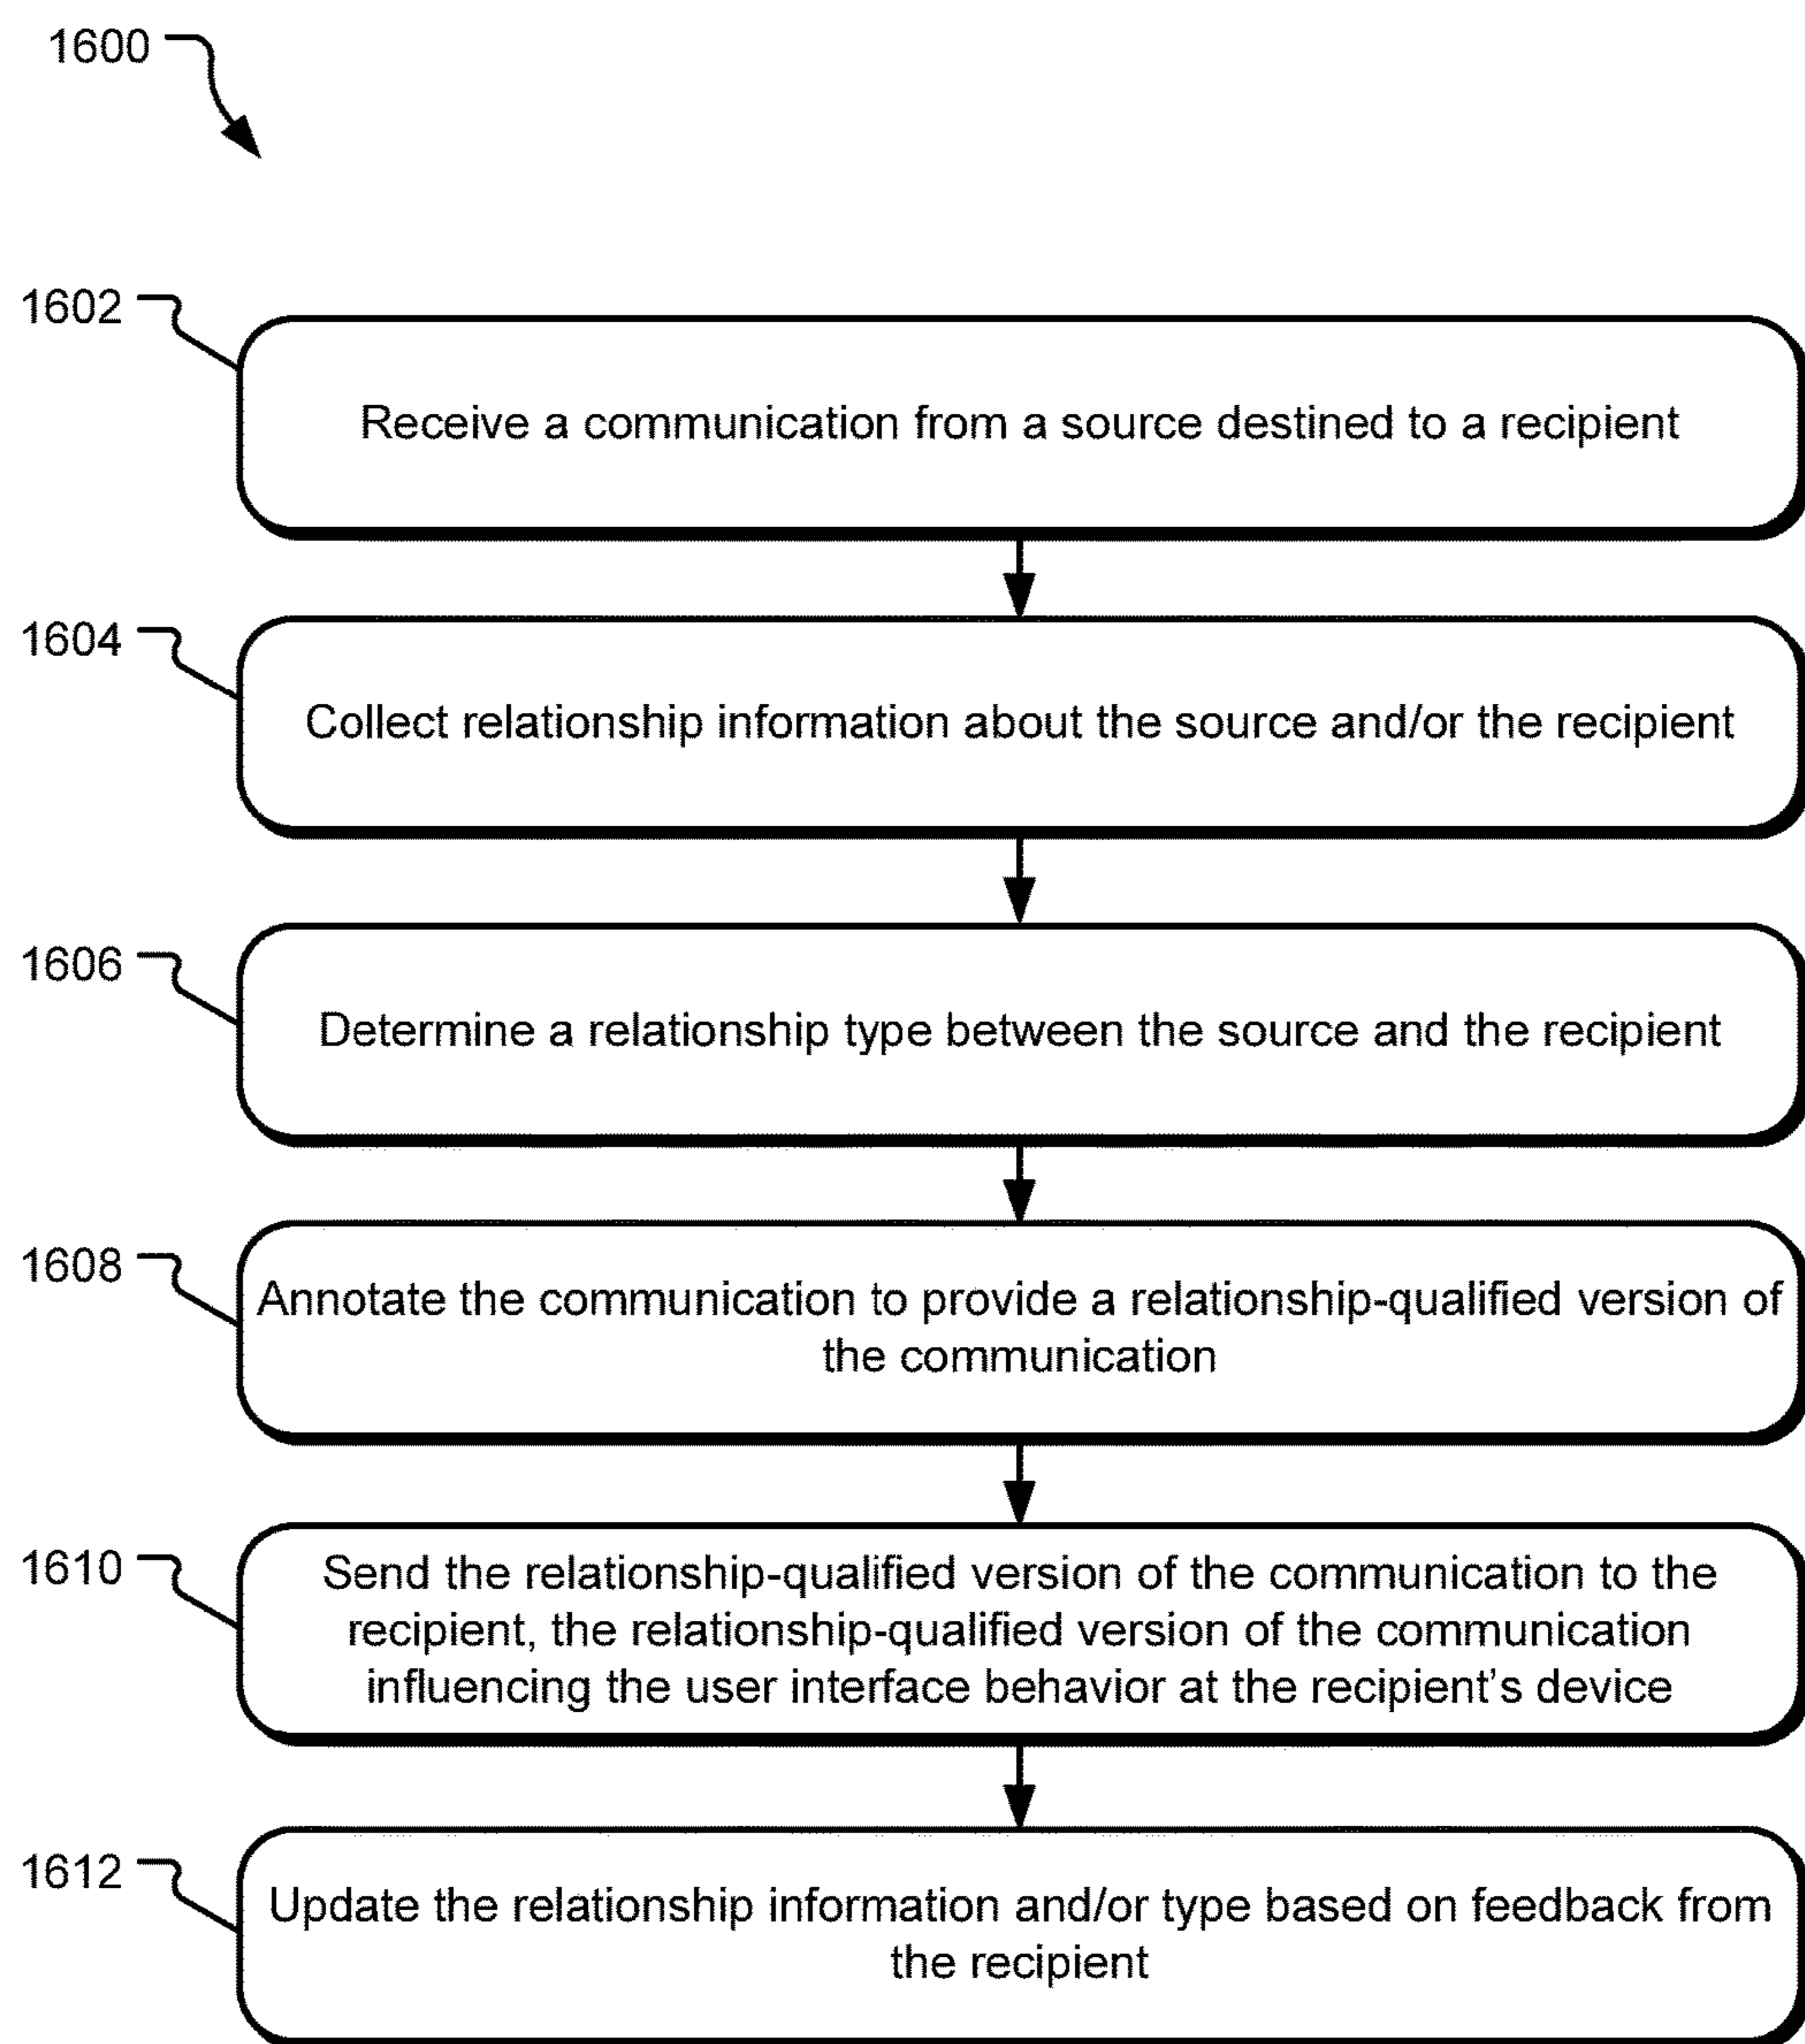 1600
1602
Receive a communication from a source destined to a recipient
1604
Collect relationship information about the source and/or the recipient
1606
Determine a relationship type between the source and the recipient
1608
Annotate the communication to provide a relationship-qualified version of
the communication
1610
Send the relationship-qualified version of the communication to the
recipient, the relationship-qualified version of the communication
influencing the user interface behavior at the recipient's device
1612
Update the relationship information and/or type based on feedback from
the recipient